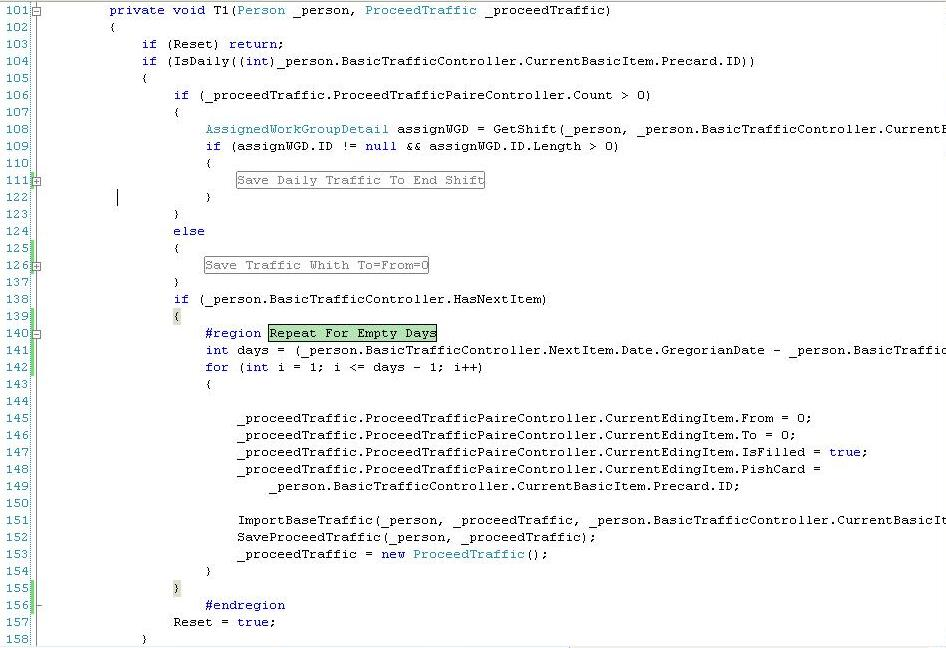 101 private void T1(Person _person, ProceedTraffic _proceedTraffic)
102 {
103 if (Reset) return;
104 if (IsDaily((int)_person.BasicTrafficController.CurrentBasicItem.Precard.ID))
105 {
106 if (_proceedTraffic.ProceedTrafficPaireController.Count > 0)
107 {
108 AssignedWorkGroupDetail assignWGD = GetShift(_person, _person.BasicTrafficController.CurrentB
109 if (assignWGD.ID != null && assignWGD.ID.Length > 0)
110 {
111 Save Daily Traffic To End Shift
122 }
123 }
124 else
125 {
126 Save Traffic Whith To=From=0
137 }
138 if (_person.BasicTrafficController.HasNextItem)
139 {
140 #region Repeat For Empty Days
141 int days = (_person.BasicTrafficController.NextItem.Date.GregorianDate - _person.BasicTraffic
142 for (int i = 1; i <= days - 1; i++)
143 {
144
145 _proceedTraffic.ProceedTrafficPaireController.CurrentEdingItem.From = 0;
146 _proceedTraffic.ProceedTrafficPaireController.CurrentEdingItem.To = 0;
147 _proceedTraffic.ProceedTrafficPaireController.CurrentEdingItem.IsFilled = true;
148 _proceedTraffic.ProceedTrafficPaireController.CurrentEdingItem.PishCard =
149 _person.BasicTrafficController.CurrentBasicItem.Precard.ID;
150
151 ImportBaseTraffic(_person, _proceedTraffic, _person.BasicTrafficController.CurrentBasicIt
152 SaveProceedTraffic(_person, _proceedTraffic);
153 _proceedTraffic = new ProceedTraffic();
154 }
155 }
156 #endregion
157 Reset = true;
158 }